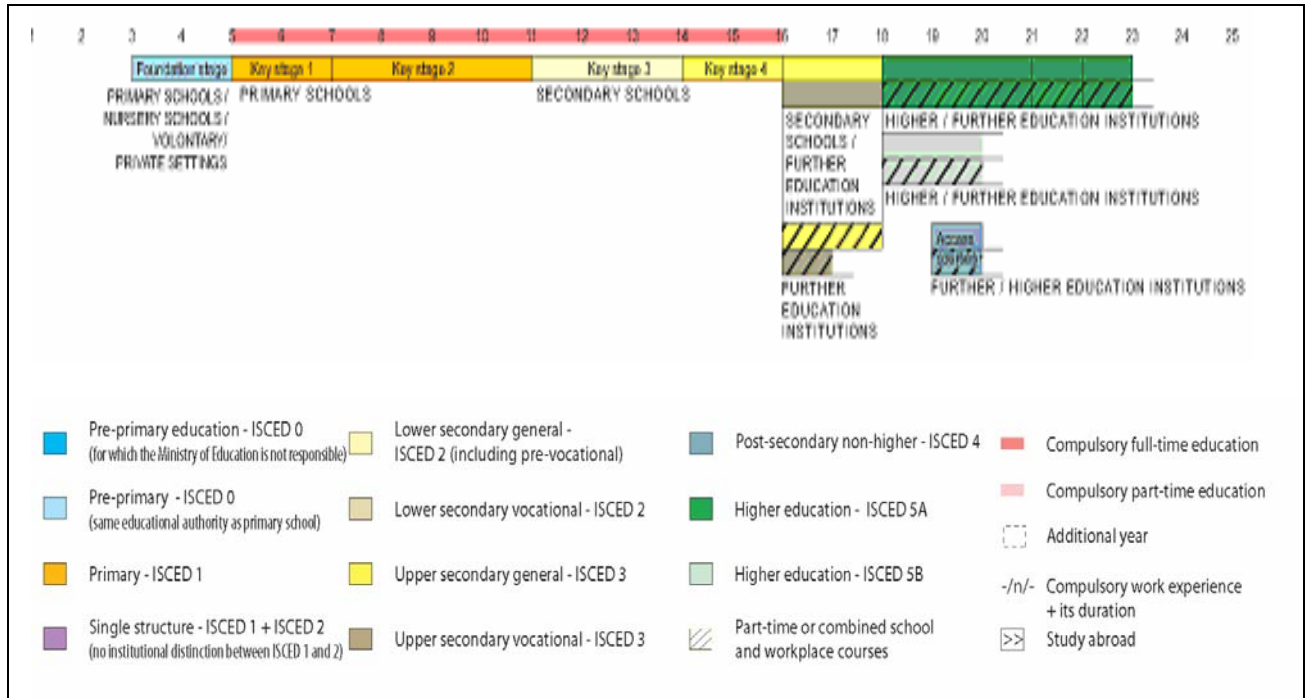 1 2 3 4 5 6 7 8 9 10 11 12 13 14 15 16 17 18 19 20 21 22 23 24 25
Foundation stage Key stage 1 Key stage 2 Key stage 3 Key stage 4
PRIMARY SCHOOLS / PRIMARY SCHOOLS SECONDARY SCHOOLS
NURSERY SCHOOLS /
VOLONTARY/
PRIVATE SETTINGS
SECONDARY
SCHOOLS /
FURTHER
EDUCATION
INSTITUTIONS
HIGHER / FURTHER EDUCATION INSTITUTIONS
HIGHER / FURTHER EDUCATION INSTITUTIONS
Access
courses
FURTHER / HIGHER EDUCATION INSTITUTIONS
FURTHER
EDUCATION
INSTITUTIONS
Pre-primary education - ISCED 0
(for which the Ministry of Education is not responsible)
Pre-primary - ISCED 0
(same educational authority as primary school)
Primary - ISCED 1
Single structure - ISCED 1 + ISCED 2
(no institutional distinction between ISCED 1 and 2)
Lower secondary general -
ISCED 2 (including pre-vocational)
Lower secondary vocational - ISCED 2
Upper secondary general - ISCED 3
Upper secondary vocational - ISCED 3
Post-secondary non-higher - ISCED 4
Higher education - ISCED 5A
Higher education - ISCED 5B
Part-time or combined school
and workplace courses
Compulsory full-time education
Compulsory part-time education
Additional year
-/n/- Compulsory work experience
+ its duration
>> Study abroad